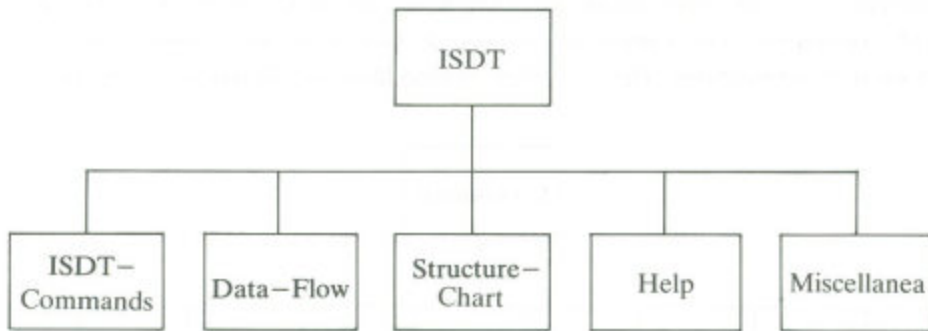 ISDT
ISDT–
Commands
Data–Flow
Structure–
Chart
Help
Miscellanea